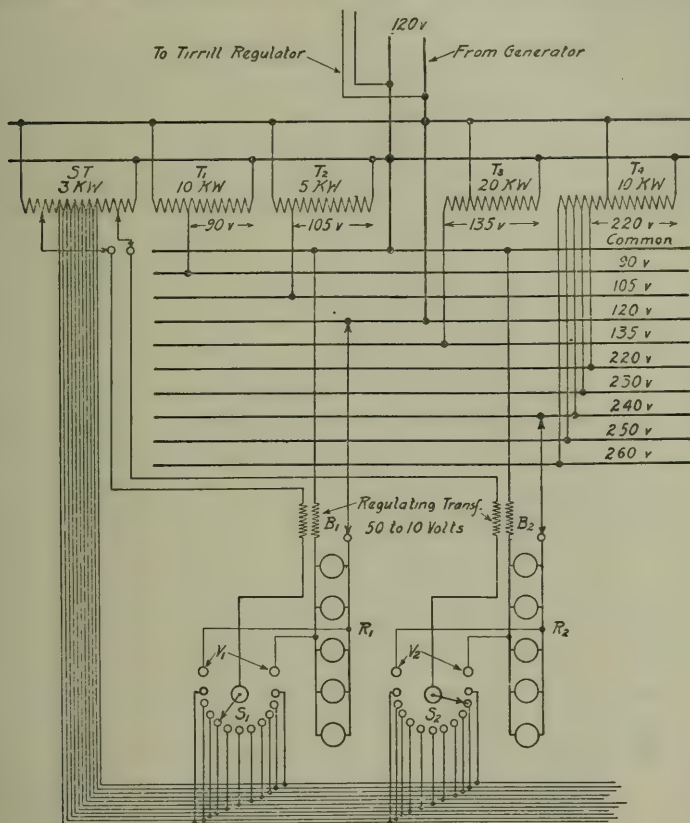 120 v
To Tirrill Regulator
From Generator
ST
3 KW
T1
10 KW
T2
5 KW
T3
20 KW
T4
10 KW
90 v
105 v
135 v
220 v
Common
90 v
105 v
120 v
135 v
220 v
230 v
240 v
250 v
260 v
B1
Regulating Transf.
50 to 10 Volts
B2
R1
R2
V1
V2
S1
S2